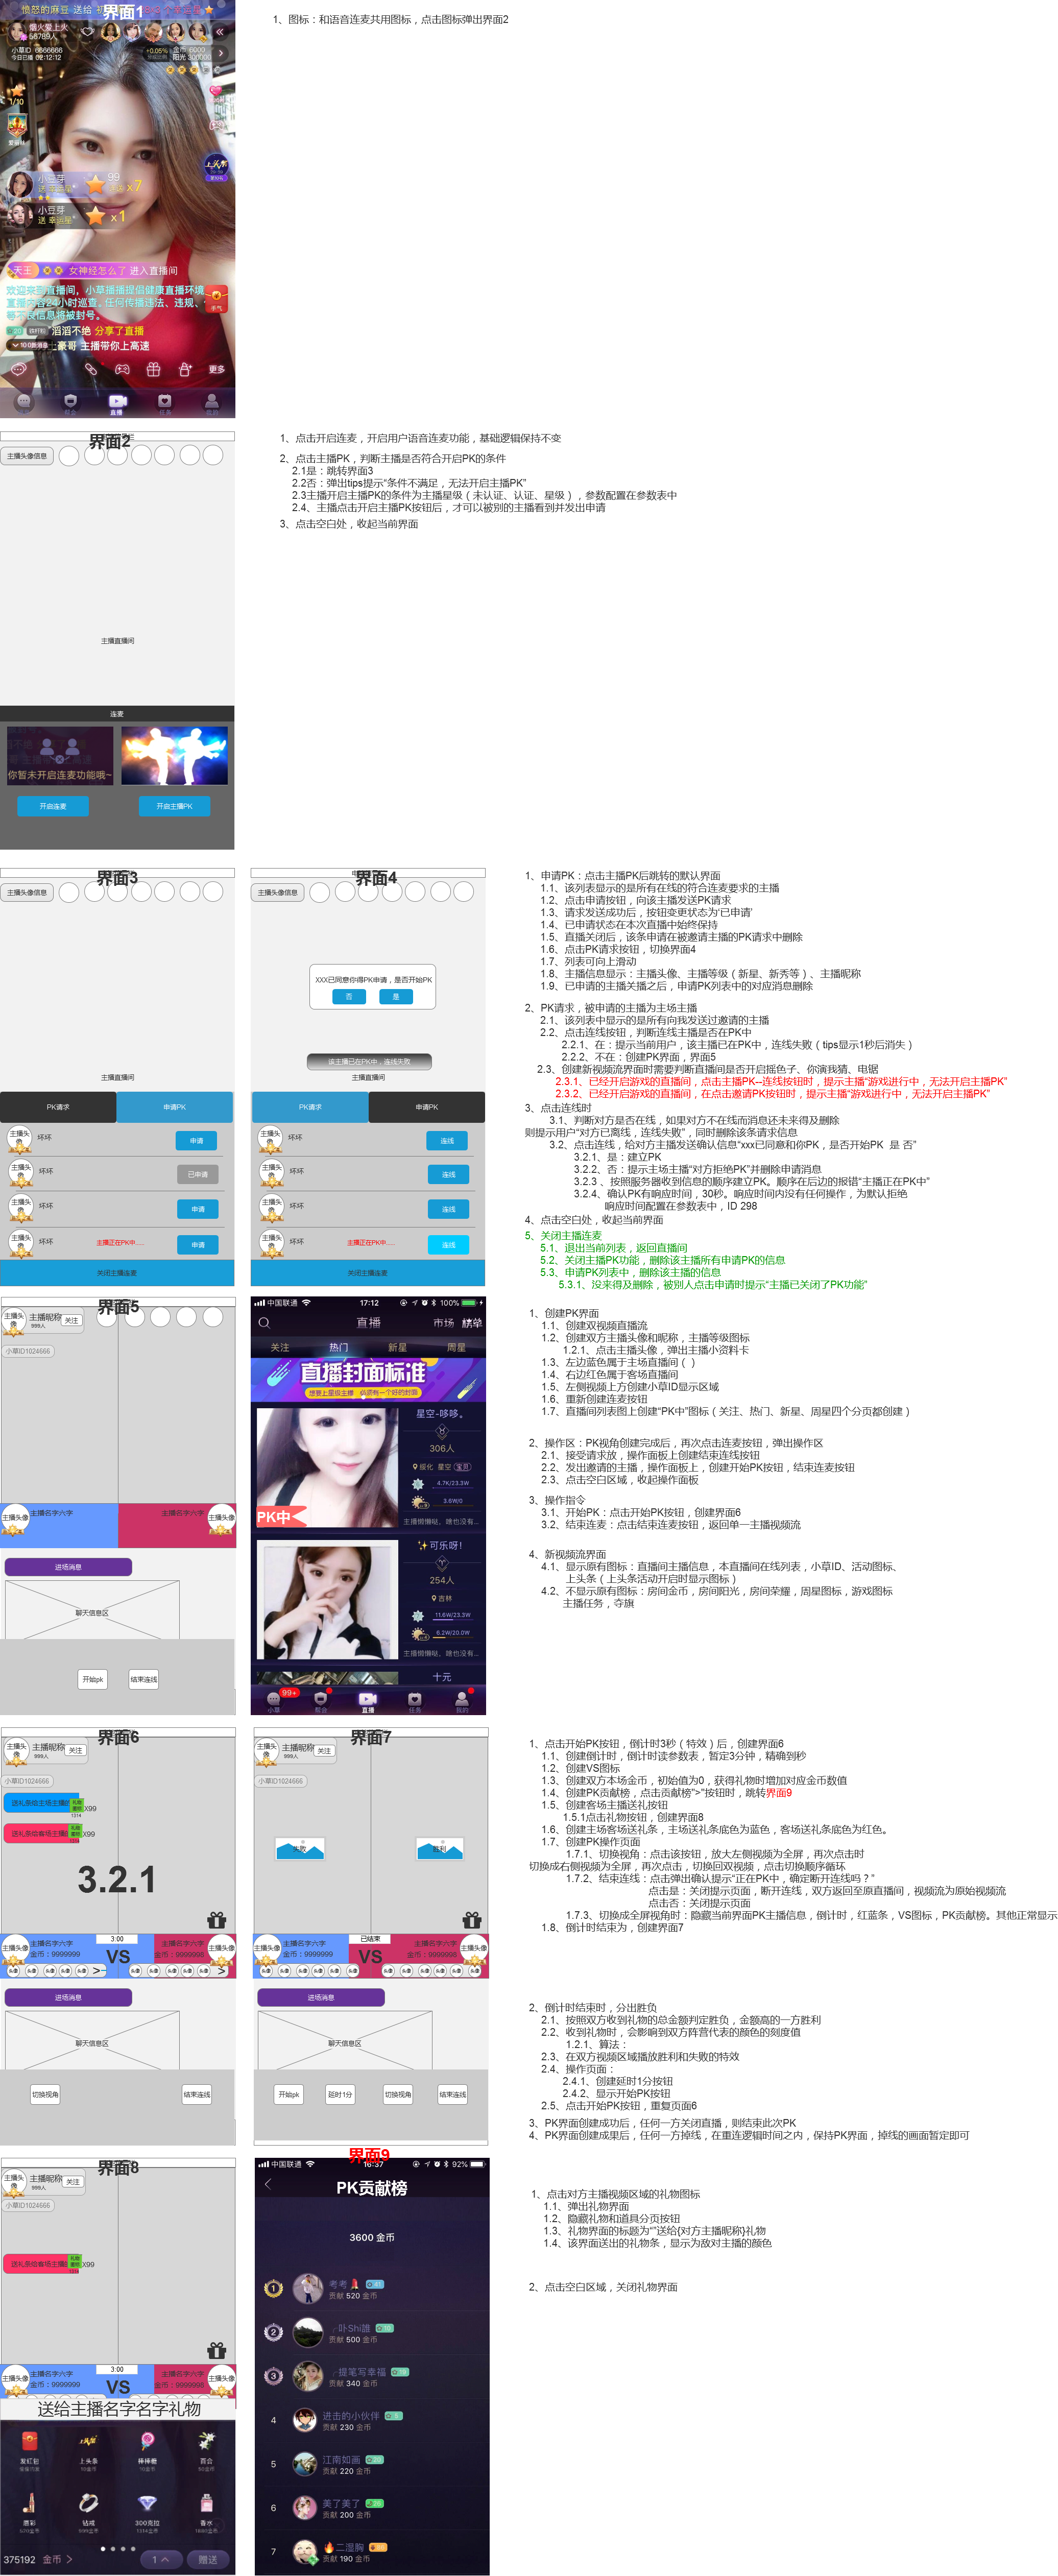 界面1
1、图标：和语音连麦共用图标，点击图标弹出界面2
烟火爱上火
58789人
小草ID 6666666
今日已播 02:12:12
+0.05%
金币 6000
阳光 300000
1/10
小豆芽
送 幸运星
x7
小豆芽
送 幸运星
x1
天王
女神经怎么了 进入直播间
欢迎来到直播间，小草播播提倡健康直播环境
直播内容24小时巡查，任何传播违法、违规、
等不良信息将被封号。
滔滔不绝 分享了直播
豪哥 主播带你上高速
更多
直播
任务
界面2
主播头像信息
主播直播间
连麦
你暂未开启连麦功能哦~
开启连麦
开启主播PK
1、点击开启连麦，开启用户语音连麦功能，基础逻辑保持不变
2、点击主播PK，判断主播是否符合开启PK的条件
2.1是：跳转界面3
2.2否：弹出tips提示“条件不满足，无法开启主播PK”
2.3主播开启主播PK的条件为主播星级（未认证、认证、星级），参数配置在参数表中
2.4、主播点击开启主播PK按钮后，才可以被别的主播看到并发出申请
3、点击空白处，收起当前界面
界面3
主播头像信息
主播直播间
PK请求
申请PK
主播头像
坏坏
申请
主播头像
坏坏
已申请
主播头像
坏坏
申请
主播头像
坏坏
主播正在PK中.....
申请
关闭主播连麦
界面4
主播头像信息
XXX已同意你得PK申请，是否开始PK
否
是
该主播已在PK中，连线失败
主播直播间
PK请求
申请PK
主播头像
坏坏
连线
主播头像
坏坏
连线
主播头像
坏坏
连线
主播头像
坏坏
主播正在PK中.....
连线
关闭主播连麦
1、申请PK：点击主播PK后跳转的默认界面
1.1、该列表显示的是所有在线的符合连麦要求的主播
1.2、点击申请按钮，向该主播发送PK请求
1.3、请求发送成功后，按钮变更状态为‘已申请’
1.4、已申请状态在本次直播中始终保持
1.5、直播关闭后，该条申请在被邀请主播的PK请求中删除
1.6、点击PK请求按钮，切换界面4
1.7、列表可向上滑动
1.8、主播信息显示：主播头像、主播等级（新星、新秀等）、主播昵称
1.9、已申请的主播关播之后，申请PK列表中的对应消息删除
2、PK请求，被申请的主播为主场主播
2.1、该列表中显示的是所有向我发送过邀请的主播
2.2、点击连线按钮，判断连线主播是否在PK中
2.2.1、在：提示当前用户，该主播已在PK中，连线失败（tips显示1秒后消失）
2.2.2、不在：创建PK界面，界面5
2.3、创建新视频流界面时需要判断直播间是否开启摇色子、你演我猜、电锯
2.3.1、已经开启游戏的直播间，点击主播PK--连线按钮时，提示主播“游戏进行中，无法开启主播PK”
2.3.2、已经开启游戏的直播间，在点击邀请PK按钮时，提示主播“游戏进行中，无法开启主播PK”
3、点击连线时
3.1、判断对方是否在线，如果对方不在线而消息还未来得及删除
则提示用户“对方已离线，连线失败”，同时删除该条请求信息
3.2、点击连线，给对方主播发送确认信息“xxx已同意和你PK，是否开始PK 是 否”
3.2.1、是：建立PK
3.2.2、否：提示主场主播“对方拒绝PK”并删除申请消息
3.2.3 、按照服务器收到信息的顺序建立PK。顺序在后边的报错“主播正在PK中”
3.2.4、确认PK有响应时间，30秒。响应时间内没有任何操作，为默认拒绝
响应时间配置在参数表中，ID 298
4、点击空白处，收起当前界面
5、关闭主播连麦
5.1、退出当前列表，返回直播间
5.2、关闭主播PK功能，删除该主播所有申请PK的信息
5.3、申请PK列表中，删除该主播的信息
5.3.1、没来得及删除，被别人点击申请时提示“主播已关闭了PK功能”
界面5
主播头像
主播昵称
999人
关注
小草ID1024666
主播头像
主播名字六字
主播名字六字
主播头像
进场消息
聊天信息区
开始pk
结束连线
中国联通
17:12
100%
直播
市场 榜单
关注
热门
新星
周星
直播封面标准
星空-哆哆。
306人
绥化 星空 宝贝
4.7K/23.3W
3.6W/0
主播懒懒哒，啥也没有...
PK中
可乐呀!
254人
吉林
11.6W/23.3W
6.2W/20.0W
主播懒懒哒，啥也没有...
十元
99+
小草
直播
任务
我的
1、创建PK界面
1.1、创建双视频直播流
1.2、创建双方主播头像和昵称，主播等级图标
1.2.1、点击主播头像，弹出主播小资料卡
1.3、左边蓝色属于主场直播间（ ）
1.4、右边红色属于客场直播间
1.5、左侧视频上方创建小草ID显示区域
1.6、重新创建连麦按钮
1.7、直播间列表图上创建“PK中”图标（关注、热门、新星、周星四个分页都创建）
2、操作区：PK视角创建完成后，再次点击连麦按钮，弹出操作区
2.1、接受请求放，操作面板上创建结束连线按钮
2.2、发出邀请的主播，操作面板上，创建开始PK按钮，结束连麦按钮
2.3、点击空白区域，收起操作面板
3、操作指令
3.1、开始PK：点击开始PK按钮，创建界面6
3.2、结束连麦：点击结束连麦按钮，返回单一主播视频流
4、新视频流界面
4.1、显示原有图标：直播间主播信息，本直播间在线列表，小草ID、活动图标、
上头条（上头条活动开启时显示图标）
4.2、不显示原有图标：房间金币，房间阳光，房间荣耀，周星图标，游戏图标
主播任务，夺旗
界面6
主播头像
主播昵称
999人
关注
小草ID1024666
送礼条给主场主播的
X99
1314
送礼条给客场主播的
X99
3.2.1
主播头像
主播名字六字
金币：9999999
3:00
VS
主播名字六字
金币：9999999
主播头像
进场消息
聊天信息区
切换视角
结束连线
界面7
主播头像
主播昵称
999人
关注
小草ID1024666
失败
胜利
主播头像
主播名字六字
金币：9999999
已结束
VS
主播名字六字
金币：9999999
主播头像
进场消息
聊天信息区
开始pk
延时1分
切换视角
结束连线
1、点击开始PK按钮，倒计时3秒（特效）后，创建界面6
1.1、创建倒计时，倒计时读参数表，暂定3分钟，精确到秒
1.2、创建VS图标
1.3、创建双方本场金币，初始值为0，获得礼物时增加对应金币数值
1.4、创建PK贡献榜，点击贡献榜">"按钮时，跳转界面9
1.5、创建客场主播送礼按钮
1.5.1点击礼物按钮，创建界面8
1.6、创建主场客场送礼条，主场送礼条底色为蓝色，客场送礼条底色为红色。
1.7、创建PK操作页面
1.7.1、切换视角：点击该按钮，放大左侧视频为全屏，再次点击时
切换成右侧视频为全屏，再次点击，切换回双视频，点击切换顺序循环
1.7.2、结束连线：点击弹出确认提示“正在PK中，确定断开连线吗？”
点击是：关闭提示页面，断开连线，双方返回至原直播间，视频流为原始视频流
点击否：关闭提示页面
1.7.3、切换成全屏视角时：隐藏当前界面PK主播信息，倒计时，红蓝条，VS图标，PK贡献榜。其他正常显示
1.8、倒计时结束为，创建界面7
2、倒计时结束时，分出胜负
2.1、按照双方收到礼物的总金额判定胜负，金额高的一方胜利
2.2、收到礼物时，会影响到双方阵营代表的颜色的刻度值
1.2.1、算法：
2.3、在双方视频区域播放胜利和失败的特效
2.4、操作页面：
2.4.1、创建延时1分按钮
2.4.2、显示开始PK按钮
2.5、点击开始PK按钮，重复页面6
3、PK界面创建成功后，任何一方关闭直播，则结束此次PK
4、PK界面创建成果后，任何一方掉线，在重连逻辑时间之内，保持PK界面，掉线的画面暂定即可
界面8
主播头像
主播昵称
999人
关注
小草ID1024666
送礼条给客场主播的
X99
主播头像
主播名字六字
金币：9999999
3:00
VS
主播名字六字
金币：9999999
主播头像
送给主播名字名字礼物
发红包
上头条
棒棒糖
百合
唇彩
钻戒
300克拉
香水
375192 金币 >
1
赠送
界面9
中国联通
16:37
92%
PK贡献榜
3600 金币
1
考考
贡献 520 金币
2
贡献 500 金币
3
提笔写幸福
贡献 340 金币
4
进击的小伙伴
贡献 230 金币
5
江南如画
贡献 220 金币
6
美了美了
贡献 200 金币
7
二湿胸
贡献 190 金币
1、点击对方主播视频区域的礼物图标
1.1、弹出礼物界面
1.2、隐藏礼物和道具分页按钮
1.3、礼物界面的标题为“”送给{对方主播昵称}礼物
1.4、该界面送出的礼物条，显示为敌对主播的颜色
2、点击空白区域，关闭礼物界面